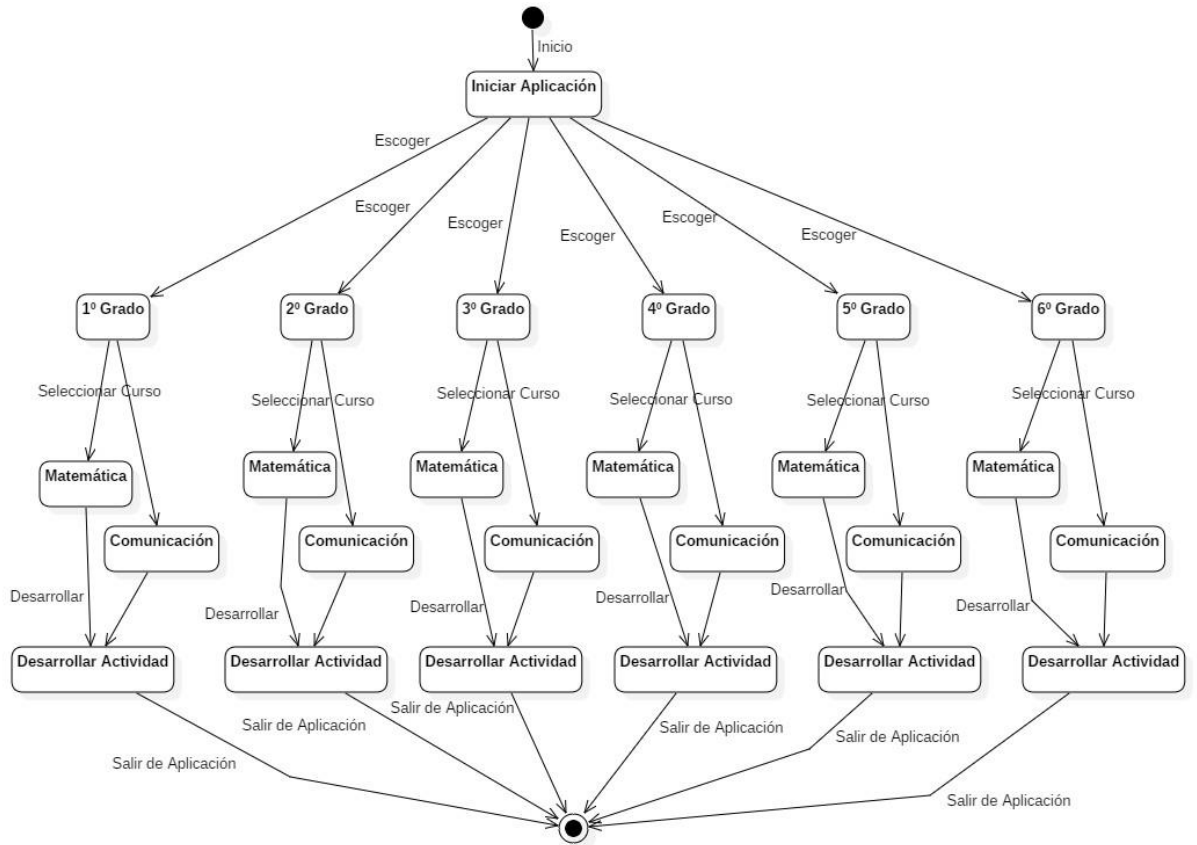 Inicio
Iniciar Aplicación
Escoger
Escoger
Escoger
Escoger
Escoger
Escoger
1º Grado
2º Grado
3º Grado
4º Grado
5º Grado
6º Grado
Seleccionar Curso
Seleccionar Curso
Seleccionar Curso
Seleccionar Curso
Seleccionar Curso
Seleccionar Curso
Matemática
Matemática
Matemática
Matemática
Matemática
Matemática
Comunicación
Comunicación
Comunicación
Comunicación
Comunicación
Comunicación
Desarrollar
Desarrollar
Desarrollar
Desarrollar
Desarrollar
Desarrollar
Desarrollar Actividad
Desarrollar Actividad
Desarrollar Actividad
Desarrollar Actividad
Desarrollar Actividad
Desarrollar Actividad
Salir de Aplicación
Salir de Aplicación
Salir de Aplicación
Salir de Aplicación
Salir de Aplicación
Salir de Aplicación